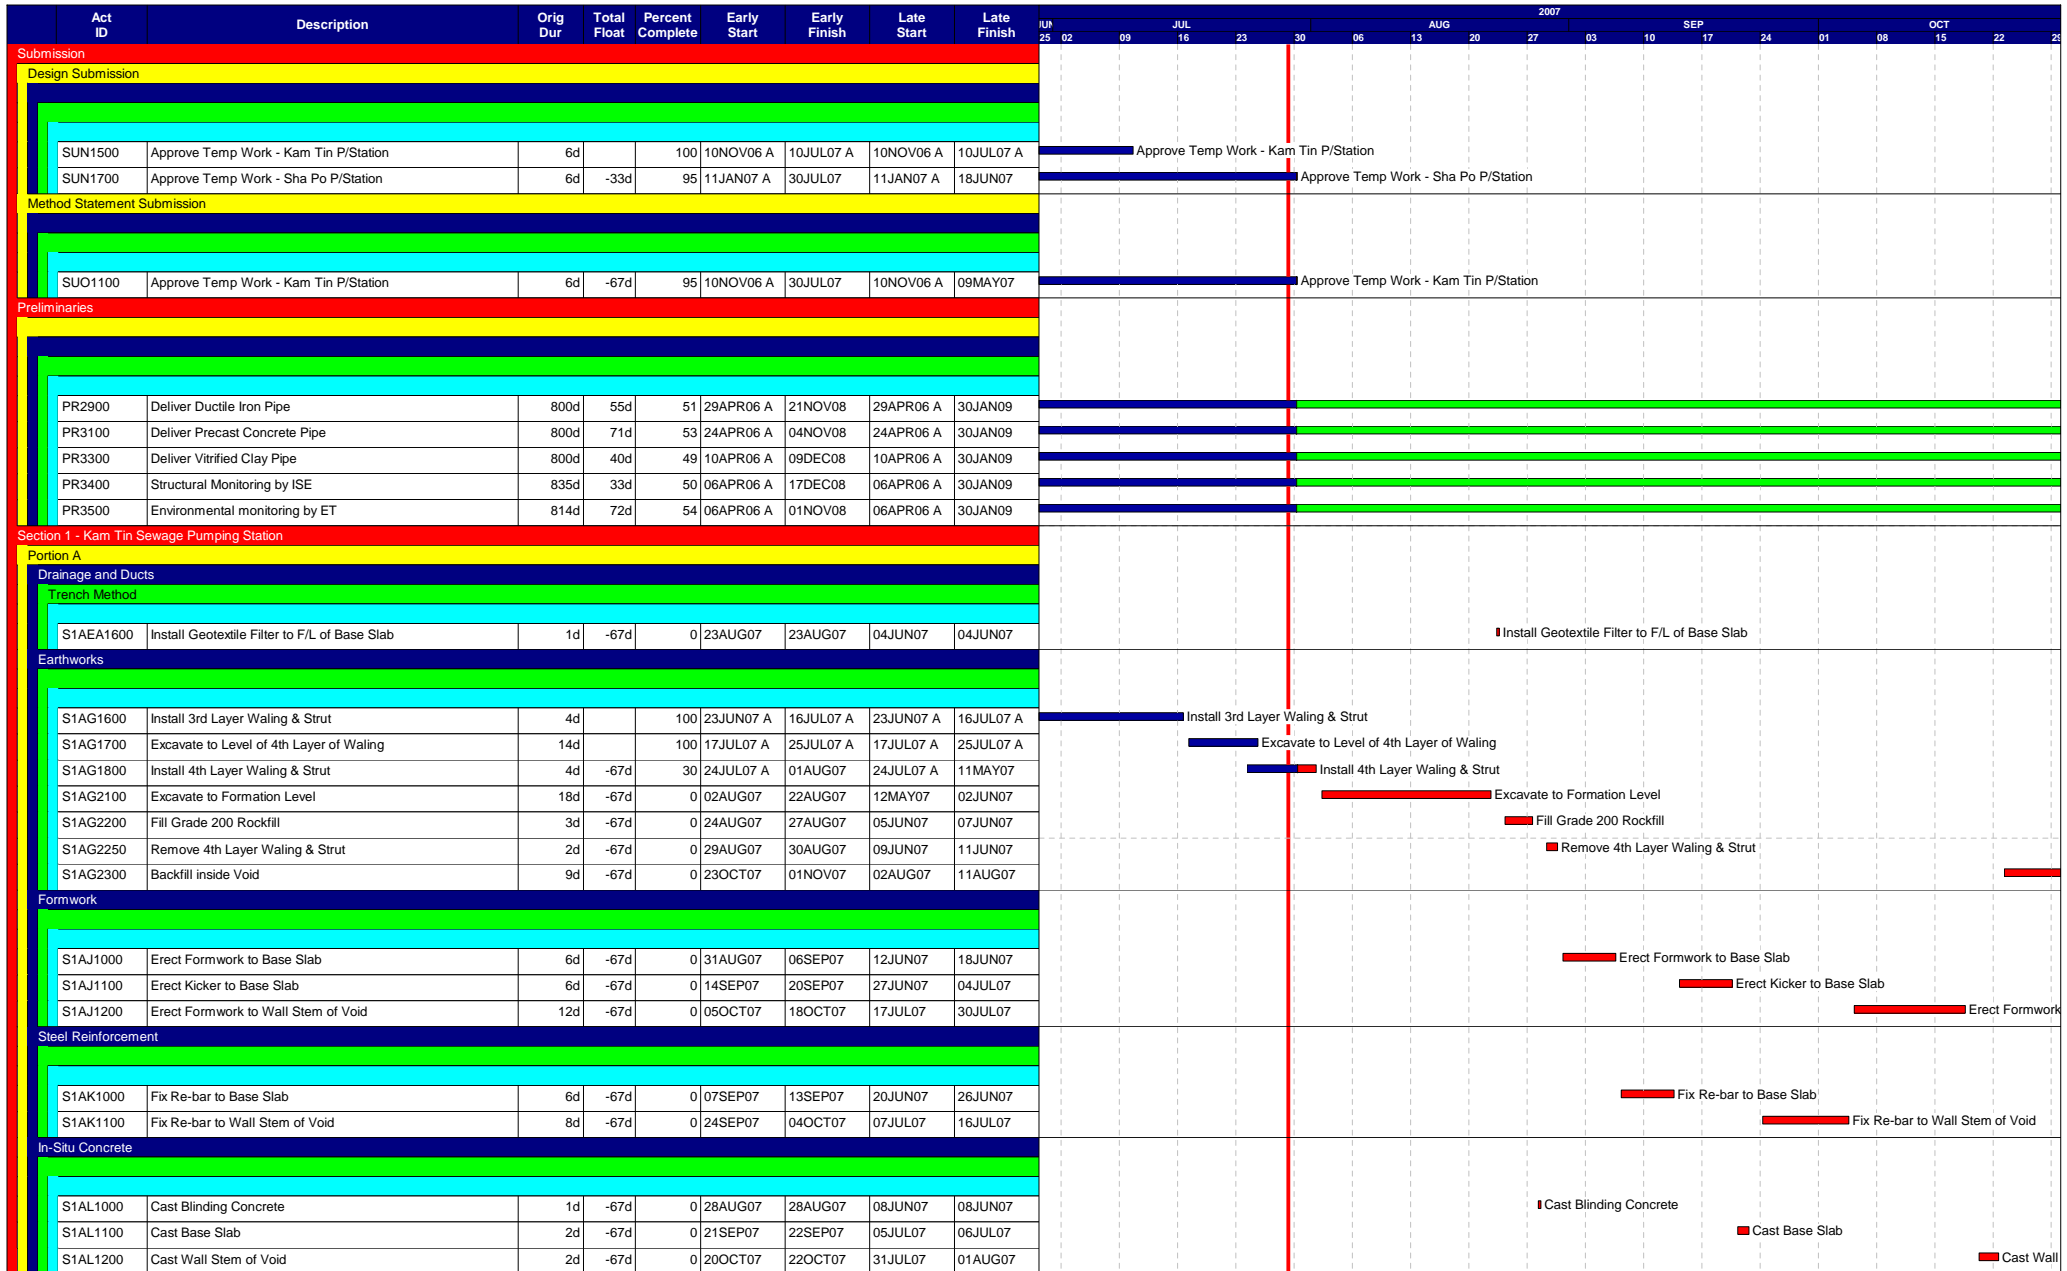 Act ID Description Orig Dur Total Float Percent Complete Early Start Early Finish Late Start Late Finish
2007
JUN JUL AUG SEP OCT
25 02 09 16 23 30 06 13 20 27 03 10 17 24 01 08 15 22 29
Submission
Design Submission
SUN1500 Approve Temp Work - Kam Tin P/Station 6d 100 10NOV06 A 10JUL07 A 10NOV06 A 10JUL07 A Approve Temp Work - Kam Tin P/Station
SUN1700 Approve Temp Work - Sha Po P/Station 6d -33d 95 11JAN07 A 30JUL07 11JAN07 A 18JUN07 Approve Temp Work - Sha Po P/Station
Method Statement Submission
SUO1100 Approve Temp Work - Kam Tin P/Station 6d -67d 95 10NOV06 A 30JUL07 10NOV06 A 09MAY07 Approve Temp Work - Kam Tin P/Station
Preliminaries
PR2900 Deliver Ductile Iron Pipe 800d 55d 51 29APR06 A 21NOV08 29APR06 A 30JAN09
PR3100 Deliver Precast Concrete Pipe 800d 71d 53 24APR06 A 04NOV08 24APR06 A 30JAN09
PR3300 Deliver Vitrified Clay Pipe 800d 40d 49 10APR06 A 09DEC08 10APR06 A 30JAN09
PR3400 Structural Monitoring by ISE 835d 33d 50 06APR06 A 17DEC08 06APR06 A 30JAN09
PR3500 Environmental monitoring by ET 814d 72d 54 06APR06 A 01NOV08 06APR06 A 30JAN09
Section 1 - Kam Tin Sewage Pumping Station
Portion A
Drainage and Ducts
Trench Method
S1AEA1600 Install Geotextile Filter to F/L of Base Slab 1d -67d 0 23AUG07 23AUG07 04JUN07 04JUN07 Install Geotextile Filter to F/L of Base Slab
Earthworks
S1AG1600 Install 3rd Layer Waling & Strut 4d 100 23JUN07 A 16JUL07 A 23JUN07 A 16JUL07 A Install 3rd Layer Waling & Strut
S1AG1700 Excavate to Level of 4th Layer of Waling 14d 100 17JUL07 A 25JUL07 A 17JUL07 A 25JUL07 A Excavate to Level of 4th Layer of Waling
S1AG1800 Install 4th Layer Waling & Strut 4d -67d 30 24JUL07 A 01AUG07 24JUL07 A 11MAY07 Install 4th Layer Waling & Strut
S1AG2100 Excavate to Formation Level 18d -67d 0 02AUG07 22AUG07 12MAY07 02JUN07 Excavate to Formation Level
S1AG2200 Fill Grade 200 Rockfill 3d -67d 0 24AUG07 27AUG07 05JUN07 07JUN07 Fill Grade 200 Rockfill
S1AG2250 Remove 4th Layer Waling & Strut 2d -67d 0 29AUG07 30AUG07 09JUN07 11JUN07 Remove 4th Layer Waling & Strut
S1AG2300 Backfill inside Void 9d -67d 0 23OCT07 01NOV07 02AUG07 11AUG07
Formwork
S1AJ1000 Erect Formwork to Base Slab 6d -67d 0 31AUG07 06SEP07 12JUN07 18JUN07 Erect Formwork to Base Slab
S1AJ1100 Erect Kicker to Base Slab 6d -67d 0 14SEP07 20SEP07 27JUN07 04JUL07 Erect Kicker to Base Slab
S1AJ1200 Erect Formwork to Wall Stem of Void 12d -67d 0 05OCT07 18OCT07 17JUL07 30JUL07 Erect Formwork
Steel Reinforcement
S1AK1000 Fix Re-bar to Base Slab 6d -67d 0 07SEP07 13SEP07 20JUN07 26JUN07 Fix Re-bar to Base Slab
S1AK1100 Fix Re-bar to Wall Stem of Void 8d -67d 0 24SEP07 04OCT07 07JUL07 16JUL07 Fix Re-bar to Wall Stem of Void
In-Situ Concrete
S1AL1000 Cast Blinding Concrete 1d -67d 0 28AUG07 28AUG07 08JUN07 08JUN07 Cast Blinding Concrete
S1AL1100 Cast Base Slab 2d -67d 0 21SEP07 22SEP07 05JUL07 06JUL07 Cast Base Slab
S1AL1200 Cast Wall Stem of Void 2d -67d 0 20OCT07 22OCT07 31JUL07 01AUG07 Cast Wall